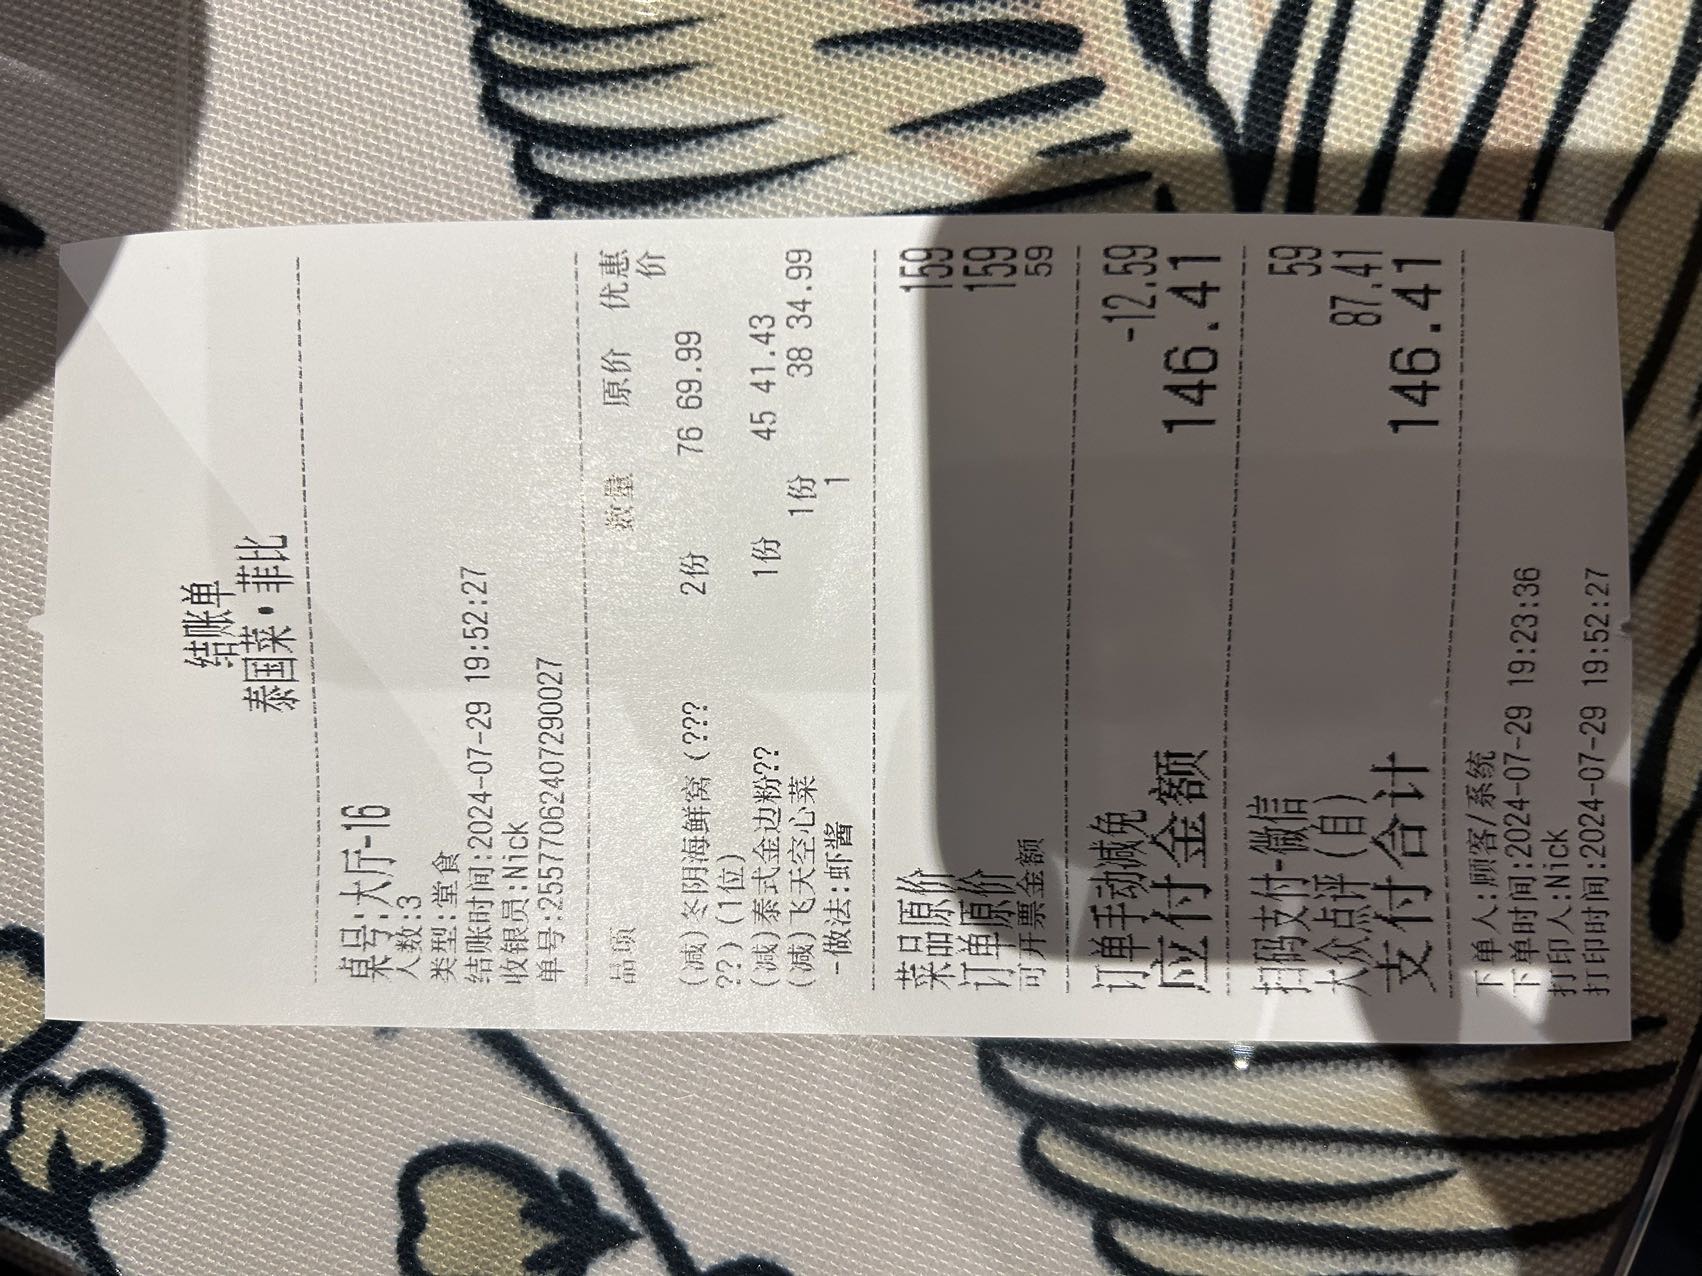 结账单
泰国菜·菲比
桌号:大厅-16
人数:3
类型:堂食
结账时间:2024-07-29 19:52:27
收银员:Nick
单号:25577062407290027
品项 数量 原价 优惠价
(减)冬阴海鲜窝(??? 2份 76 69.99
??)(1位)
(减)泰式金边粉?? 1份 45 41.43
(减)飞天空心菜 1份 38 34.99
-做法:虾酱 1
菜品原价 159
订单原价 159
可开票金额 59
订单手动减免 -12.59
应付金额 146.41
扫码支付-微信 59
大众点评(自) 87.41
支付合计 146.41
下单人:顾客/系统
下单时间:2024-07-29 19:23:36
打印人:Nick
打印时间:2024-07-29 19:52:27